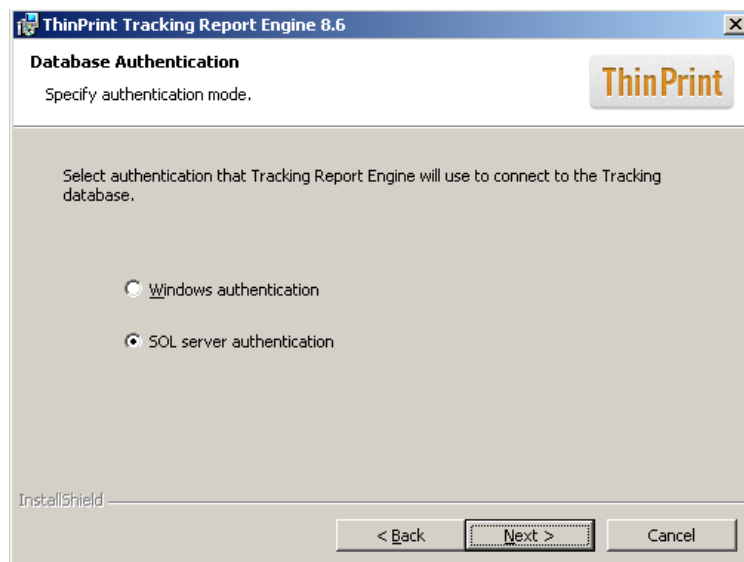 ThinPrint Tracking Report Engine 8.6
Database Authentication
Specify authentication mode.
ThinPrint
Select authentication that Tracking Report Engine will use to connect to the Tracking
database.
Windows authentication
SOL server authentication
InstallShield
< Back
Next >
Cancel